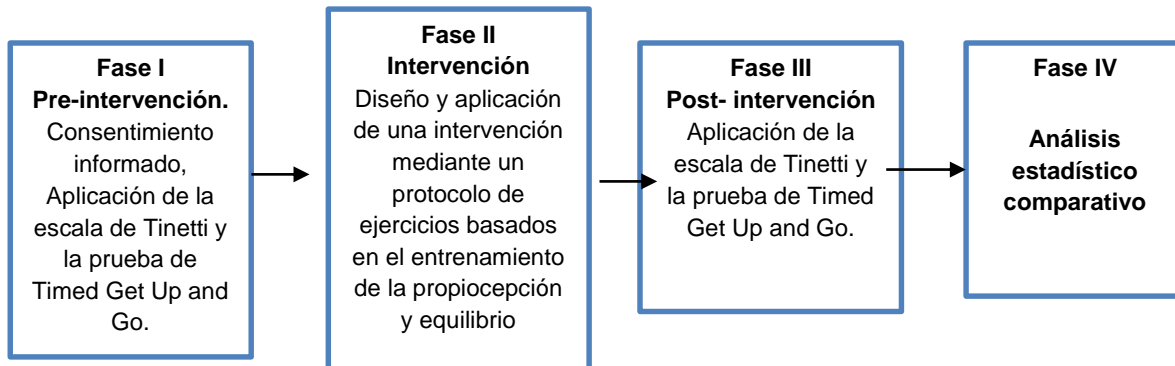 Fase I
Pre-intervención.
Consentimiento
informado,
Aplicación de la
escala de Tinetti y
la prueba de
Timed Get Up and
Go.
Fase II
Intervención
Diseño y aplicación
de una intervención
mediante un
protocolo de
ejercicios basados
en el entrenamiento
de la propiocepción
y equilibrio
Fase III
Post- intervención
Aplicación de la
escala de Tinetti y
la prueba de Timed
Get Up and Go.
Fase IV
Análisis
estadístico
comparativo